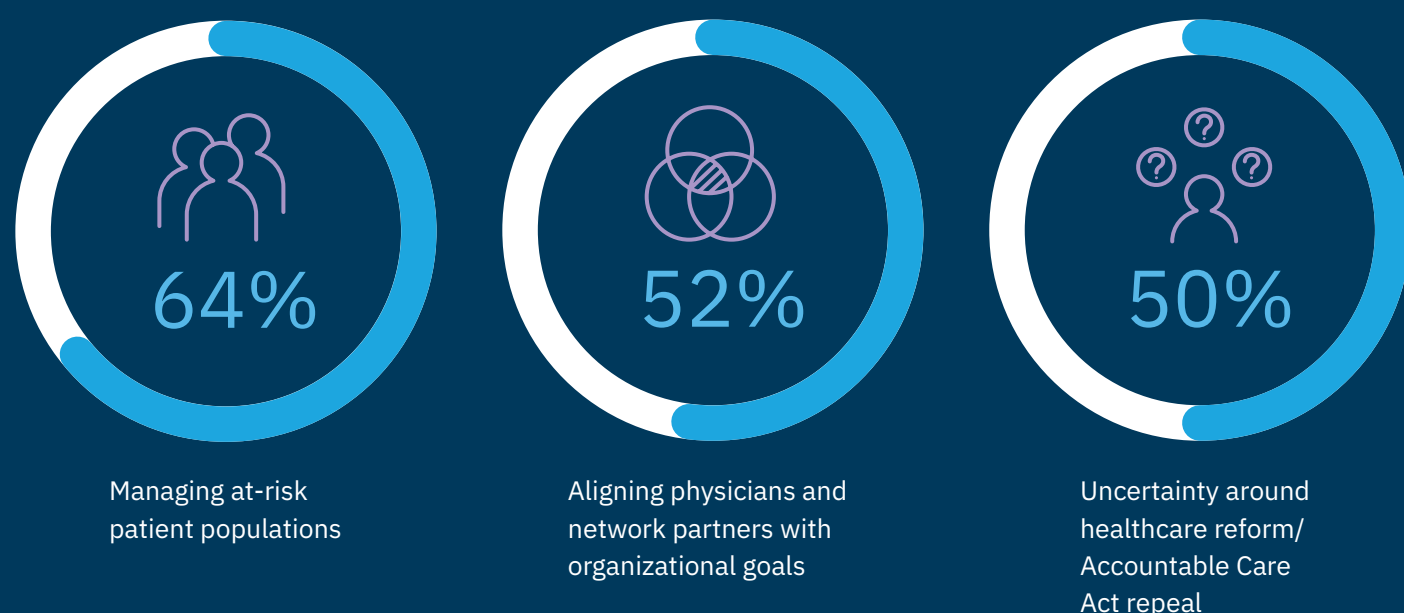 64%
Managing at-risk
patient populations
52%
Aligning physicians and
network partners with
organizational goals
? ? ?
50%
Uncertainty around
healthcare reform/
Accountable Care
Act repeal